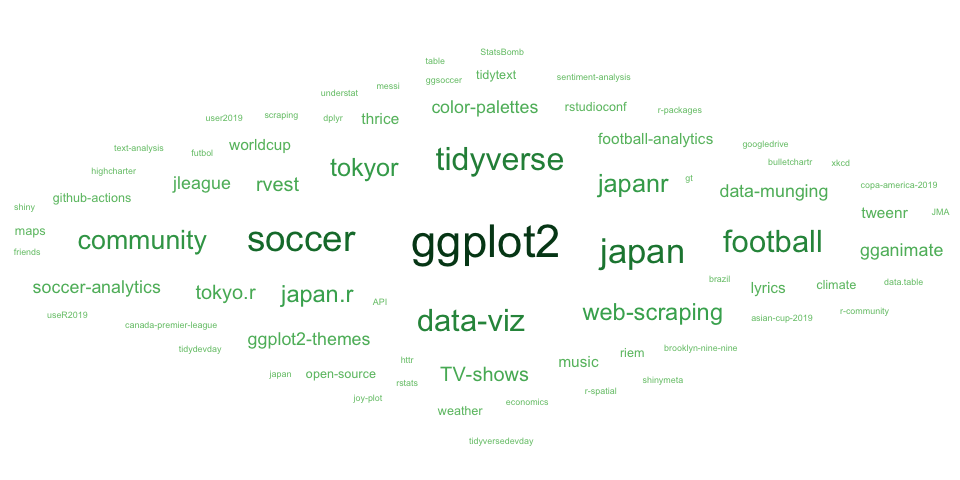 StatsBomb
table
ggsoccer
tidytext
sentiment-analysis
messi
understat
color-palettes
rstudioconf
r-packages
user2019
scraping
dplyr
thrice
football-analytics
googledrive
text-analysis
futbol
worldcup
tokyor
tidyverse
bulletchartr
xkcd
highcharter
jleague
rvest
japanr
gt
data-munging
copa-america-2019
shiny
github-actions
tweenr
JMA
maps
friends
community
soccer
ggplot2
japan
football
gganimate
soccer-analytics
tokyo.r
japan.r
API
brazil
lyrics
climate
data.table
useR2019
canada-premier-league
data-viz
web-scraping
asian-cup-2019
r-community
tidydevday
ggplot2-themes
httr
music
riem
brooklyn-nine-nine
japan
open-source
rstats
TV-shows
r-spatial
shinymeta
joy-plot
weather
economics
tidyversedevday